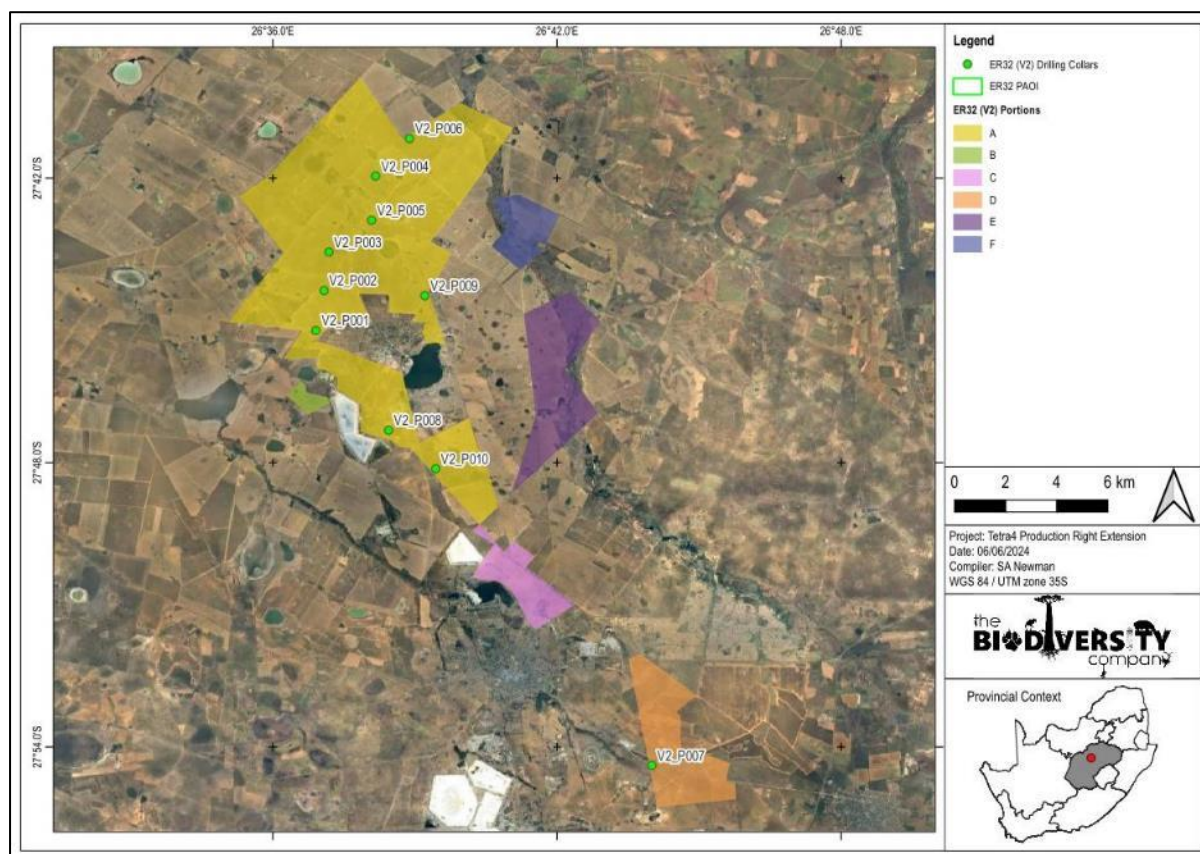 26°36.0'E
26°42.0'E
26°48.0'E
27°42.0'S
27°48.0'S
27°54.0'S
V2_P006
V2_P004
V2_P005
V2_P003
V2_P002
V2_P009
V2_P001
V2_P008
V2_P010
V2_P007
Legend
ER32 (V2) Drilling Collars
ER32 PAOI
ER32 (V2) Portions
A
B
C
D
E
F
0 2 4 6 km
Project: Tetra4 Production Right Extension
Date: 06/06/2024
Compiler: SA Newman
WGS 84 / UTM zone 35S
the
BIODIVERSITY
company
Provincial Context